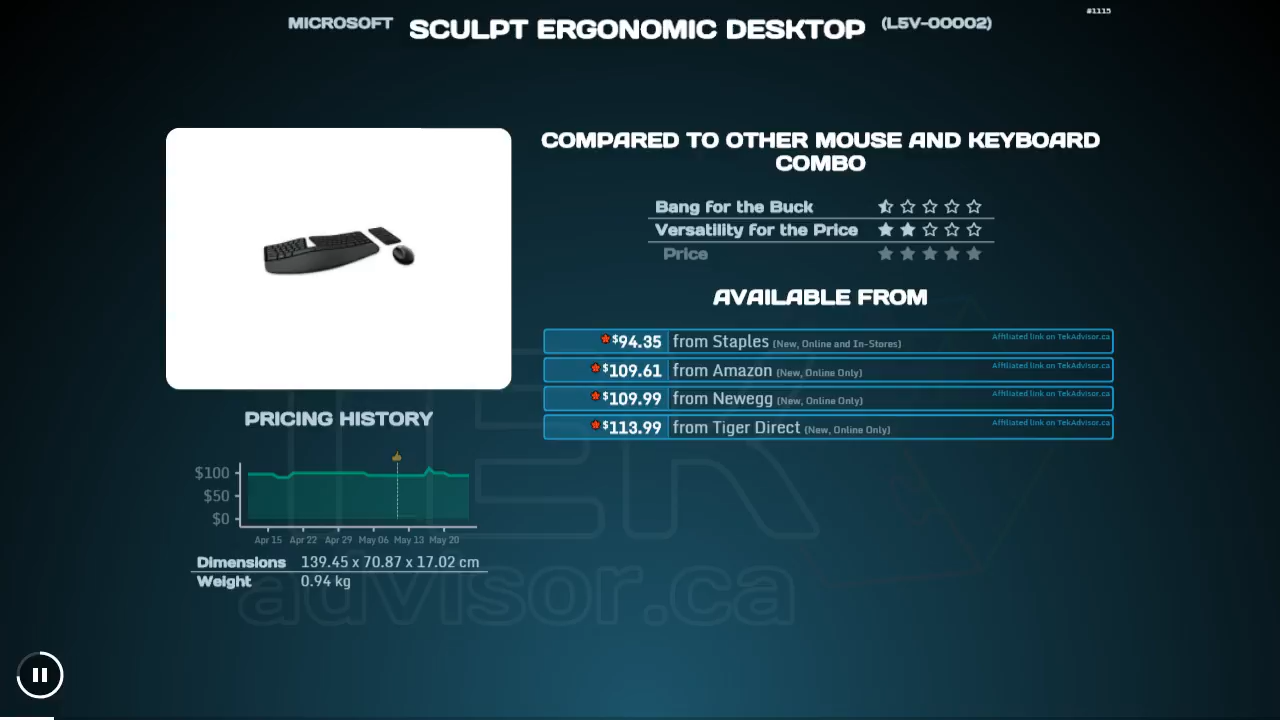 #1115
MICROSOFT SCULPT ERGONOMIC DESKTOP (L5V-00002)
COMPARED TO OTHER MOUSE AND KEYBOARD
COMBO
Bang for the Buck
Versatility for the Price
Price
AVAILABLE FROM
$94.35 from Staples (New, Online and In-Stores) Affiliated link on TekAdvisor.ca
$109.61 from Amazon (New, Online Only) Affiliated link on TekAdvisor.ca
$109.99 from Newegg (New, Online Only) Affiliated link on TekAdvisor.ca
$113.99 from Tiger Direct (New, Online Only) Affiliated link on TekAdvisor.ca
PRICING HISTORY
$100
$50
$0
Apr 15 Apr 22 Apr 29 May 06 May 13 May 20
Dimensions 139.45 x 70.87 x 17.02 cm
Weight 0.94 kg
TEK
advisor.ca